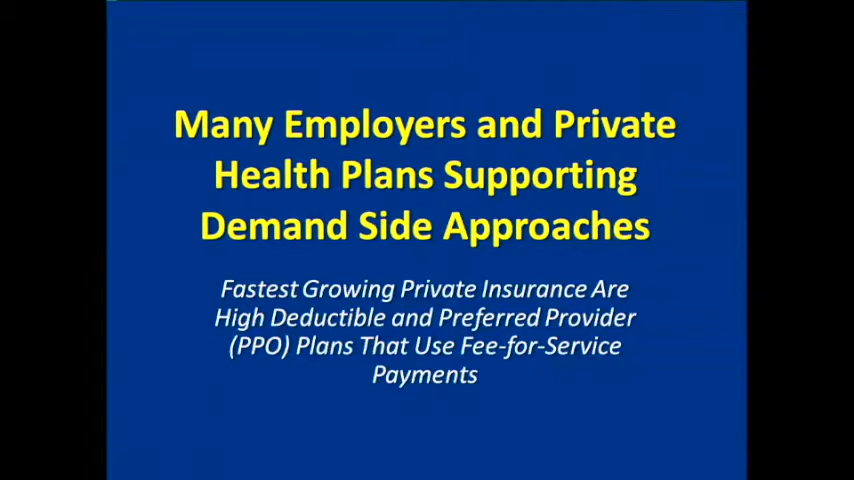 Many Employers and Private
Health Plans Supporting
Demand Side Approaches
Fastest Growing Private Insurance Are
High Deductible and Preferred Provider
(PPO) Plans That Use Fee-for-Service
Payments